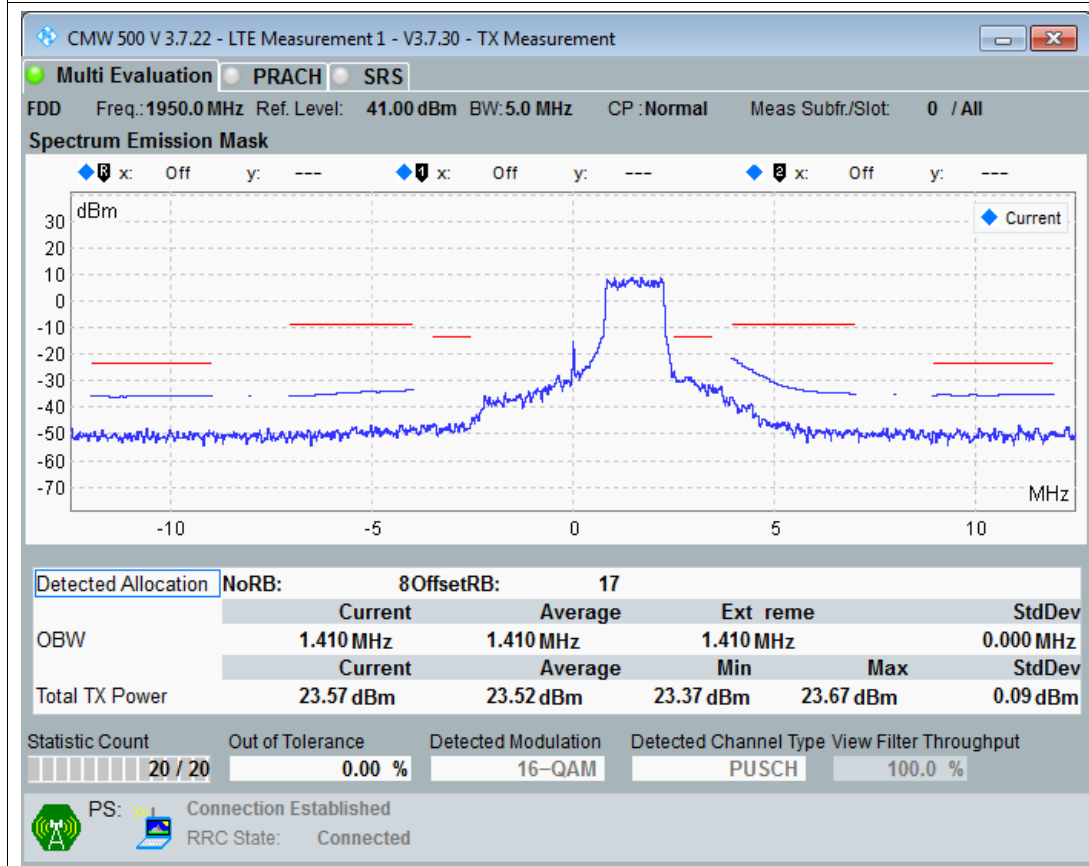 CMW 500 V 3.7.22 - LTE Measurement 1 - V3.7.30 - TX Measurement
Multi Evaluation PRACH SRS
FDD Freq.: 1950.0 MHz Ref. Level: 41.00 dBm BW: 5.0 MHz CP : Normal Meas Subfr./Slot: 0 / All
Spectrum Emission Mask
R x: Off y: --- 1 x: Off y: --- 2 x: Off y: ---
dBm
Current
30
20
10
0
-10
-20
-30
-40
-50
-60
-70
MHz
-10 -5 0 5 10
Detected Allocation NoRB: 8 OffsetRB: 17
Current Average Ext reme StdDev
OBW 1.410 MHz 1.410 MHz 1.410 MHz 0.000 MHz
Current Average Min Max StdDev
Total TX Power 23.57 dBm 23.52 dBm 23.37 dBm 23.67 dBm 0.09 dBm
Statistic Count Out of Tolerance Detected Modulation Detected Channel Type View Filter Throughput
20 / 20 0.00 % 16-QAM PUSCH 100.0 %
PS: Connection Established
RRC State: Connected